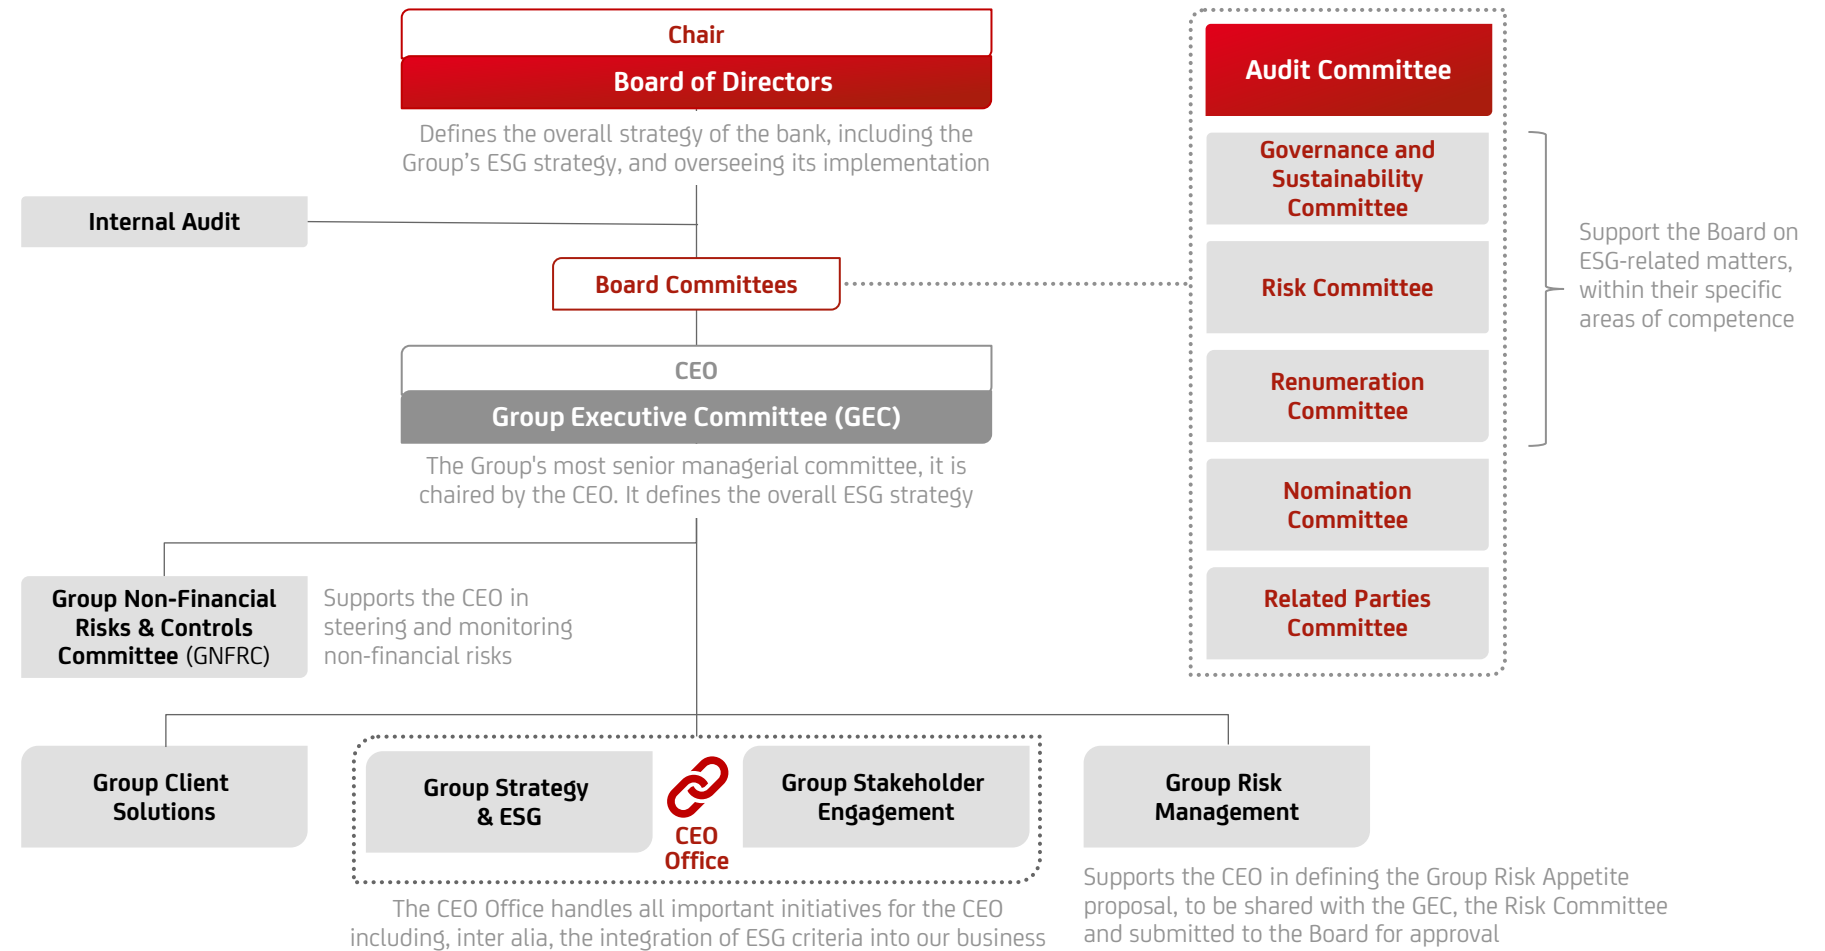 Chair
Board of Directors
Defines the overall strategy of the bank, including the
Group’s ESG strategy, and overseeing its implementation
Internal Audit
Board Committees
CEO
Group Executive Committee (GEC)
The Group's most senior managerial committee, it is
chaired by the CEO. It defines the overall ESG strategy
Audit Committee
Governance and
Sustainability
Committee
Risk Committee
Renumeration
Committee
Nomination
Committee
Related Parties
Committee
Support the Board on
ESG-related matters,
within their specific
areas of competence
Group Non-Financial
Risks & Controls
Committee (GNFRC)
Supports the CEO in
steering and monitoring
non-financial risks
Group Client
Solutions
Group Strategy
& ESG
CEO
Office
Group Stakeholder
Engagement
Group Risk
Management
The CEO Office handles all important initiatives for the CEO
including, inter alia, the integration of ESG criteria into our business
Supports the CEO in defining the Group Risk Appetite
proposal, to be shared with the GEC, the Risk Committee
and submitted to the Board for approval